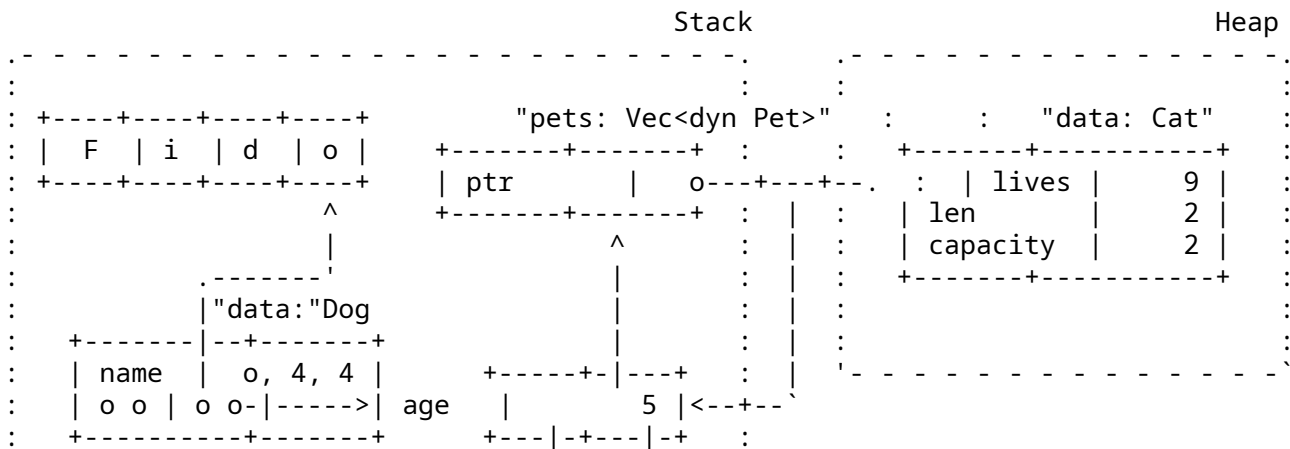 Stack Heap
.- - - - - - - - - - - - - - - - - - - - - - -. .- - - - - - - - - - - - - -.
: : : :
: +----+----+----+----+ "pets: Vec<dyn Pet>" : : "data: Cat" :
: | F | i | d | o | +-------+-------+ : : +-------+-----------+ :
: +----+----+----+----+ | ptr | o---+---+--. : | lives | 9 | :
: ^ +-------+-------+ : | : | len | 2 | :
: | ^ : | : | capacity | 2 | :
: .-------' | : | : +-------+-----------+ :
: |"data:"Dog | : | : :
: +-------|--+-------+ | : | : :
: | name | o, 4, 4 | +-----+-|---+ : | '- - - - - - - - - - - - - - -`
: | o o | o o-|----->| age | 5 |<--+--`
: +----------+-------+ +---|-+---|-+ :